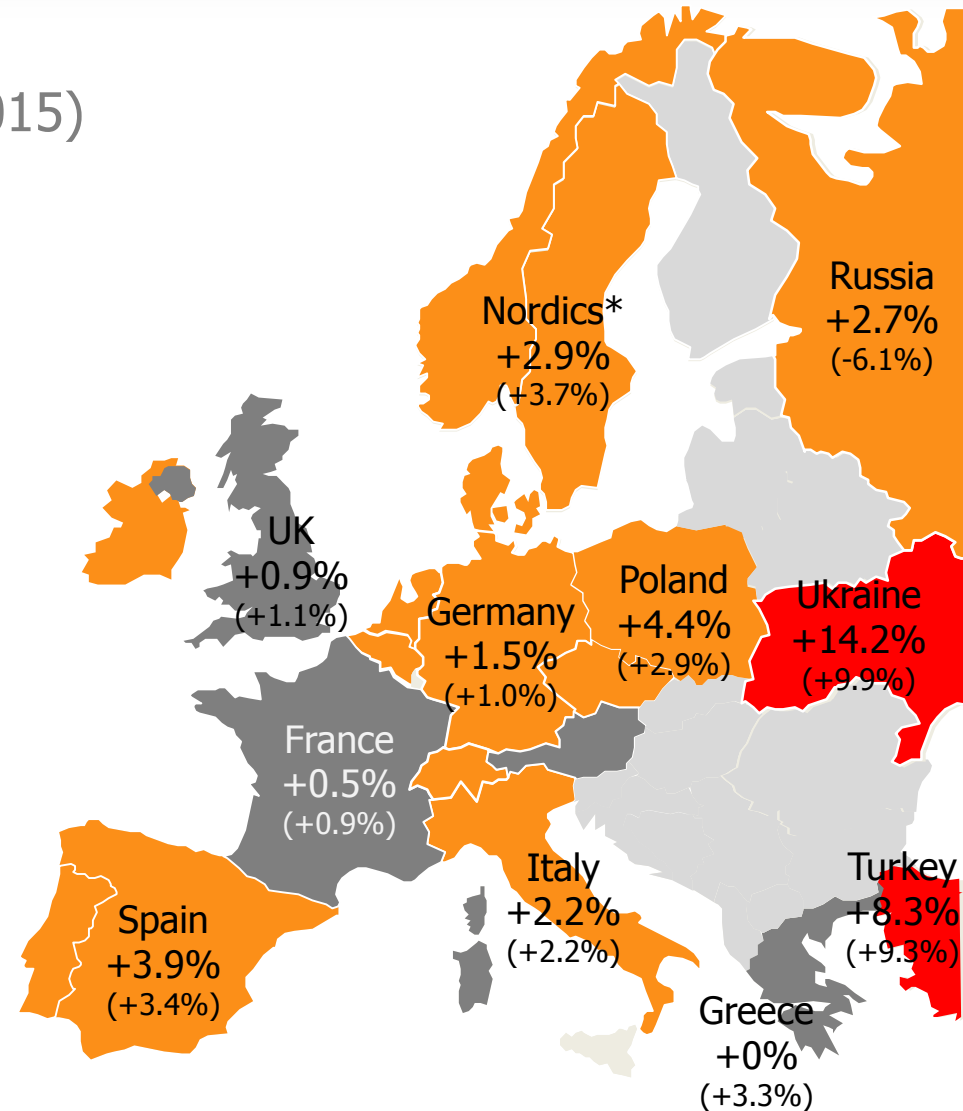 015)
Russia
+2.7%
(-6.1%)
Nordics*
+2.9%
(+3.7%)
UK
+0.9%
(+1.1%)
Germany
+1.5%
(+1.0%)
Poland
+4.4%
(+2.9%)
Ukraine
+14.2%
(+9.9%)
France
+0.5%
(+0.9%)
Italy
+2.2%
(+2.2%)
Turkey
+8.3%
(+9.3%)
Spain
+3.9%
(+3.4%)
Greece
+0%
(+3.3%)